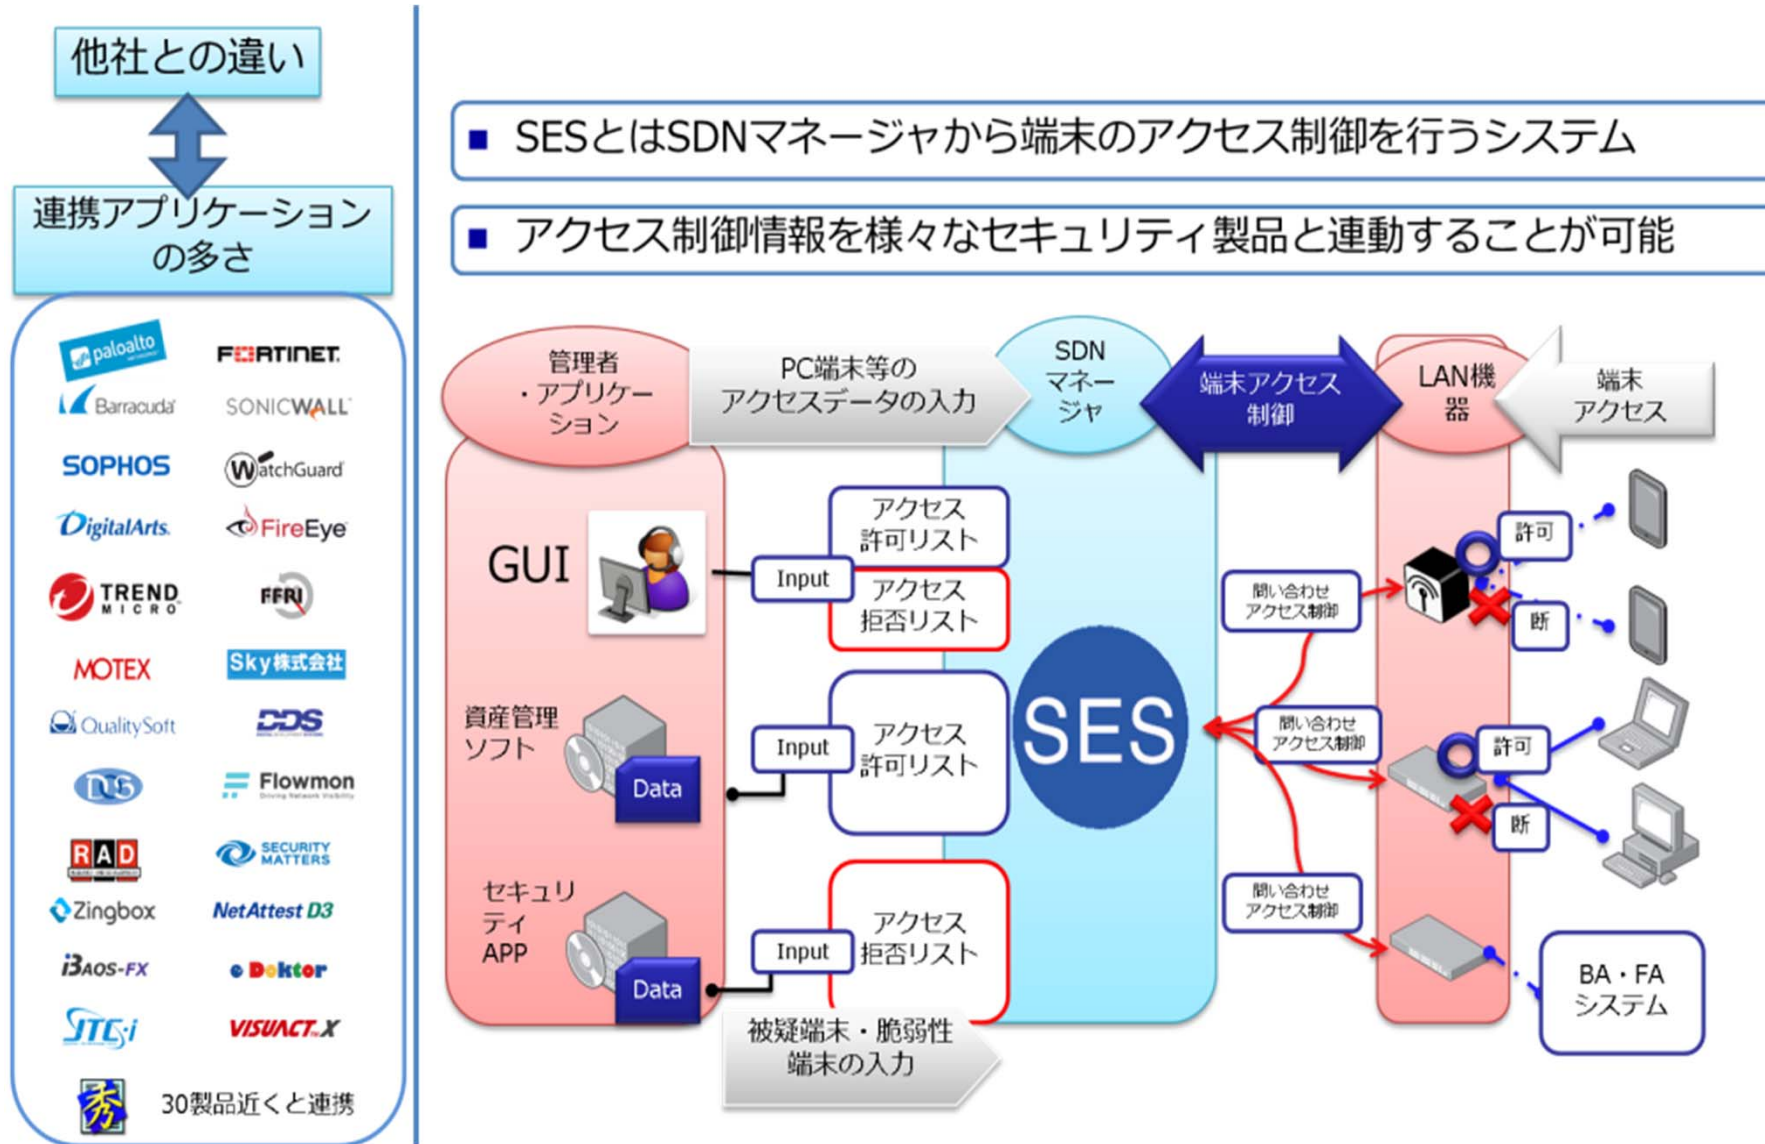 他社との違い
連携アプリケーション
の多さ
paloalto
FORTINET
Barracuda
SONICWALL
SOPHOS
WatchGuard
DigitalArts
FireEye
TREND
MICRO
FFRI
MOTEX
Sky株式会社
QualitySoft
DDS
DOS
Flowmon
Driving Network Visibility
RAD
SECURITY
MATTERS
Zingbox
NetAttest D3
iBAOS-FX
e Doktor
JTC-i
VISUACT-X
秀
30製品近くと連携
■ SESとはSDNマネージャから端末のアクセス制御を行うシステム
■ アクセス制御情報を様々なセキュリティ製品と連動することが可能
管理者
・アプリケー
ション
PC端末等の
アクセスデータの入力
SDN
マネー
ジャ
端末アクセス
制御
LAN機
器
端末
アクセス
GUI
Input
アクセス
許可リスト
アクセス
拒否リスト
資産管理
ソフト
Data
Input
アクセス
許可リスト
セキュリ
ティ
APP
Data
Input
アクセス
拒否リスト
被疑端末・脆弱性
端末の入力
SES
問い合わせ
アクセス制御
問い合わせ
アクセス制御
問い合わせ
アクセス制御
許可
断
許可
断
BA・FA
システム